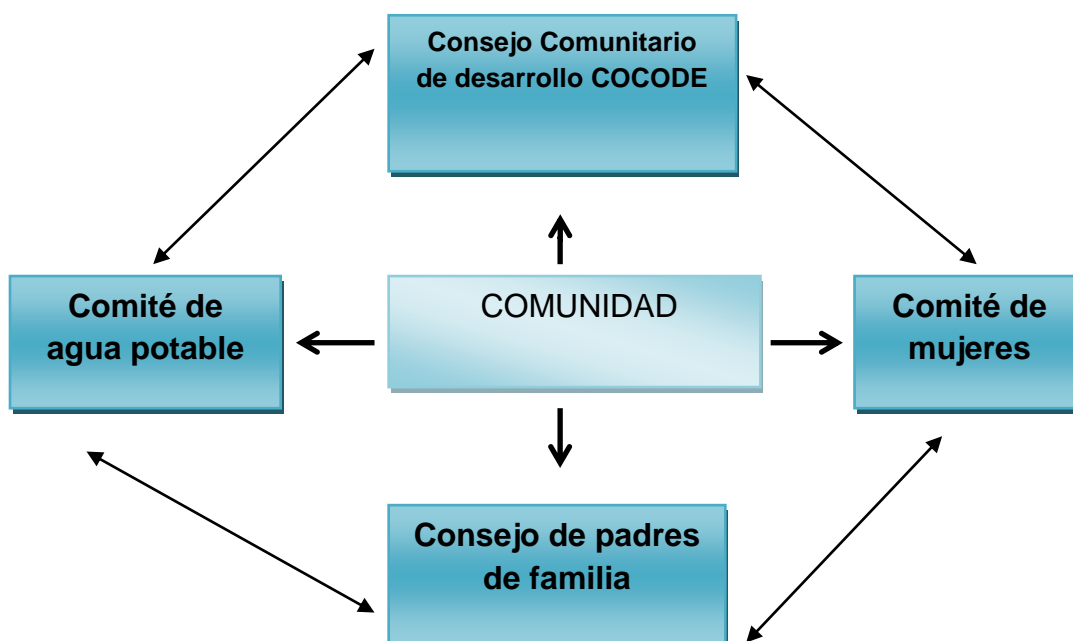 Consejo Comunitario
de desarrollo COCODE
Comité de
agua potable
COMUNIDAD
Comité de
mujeres
Consejo de padres
de familia